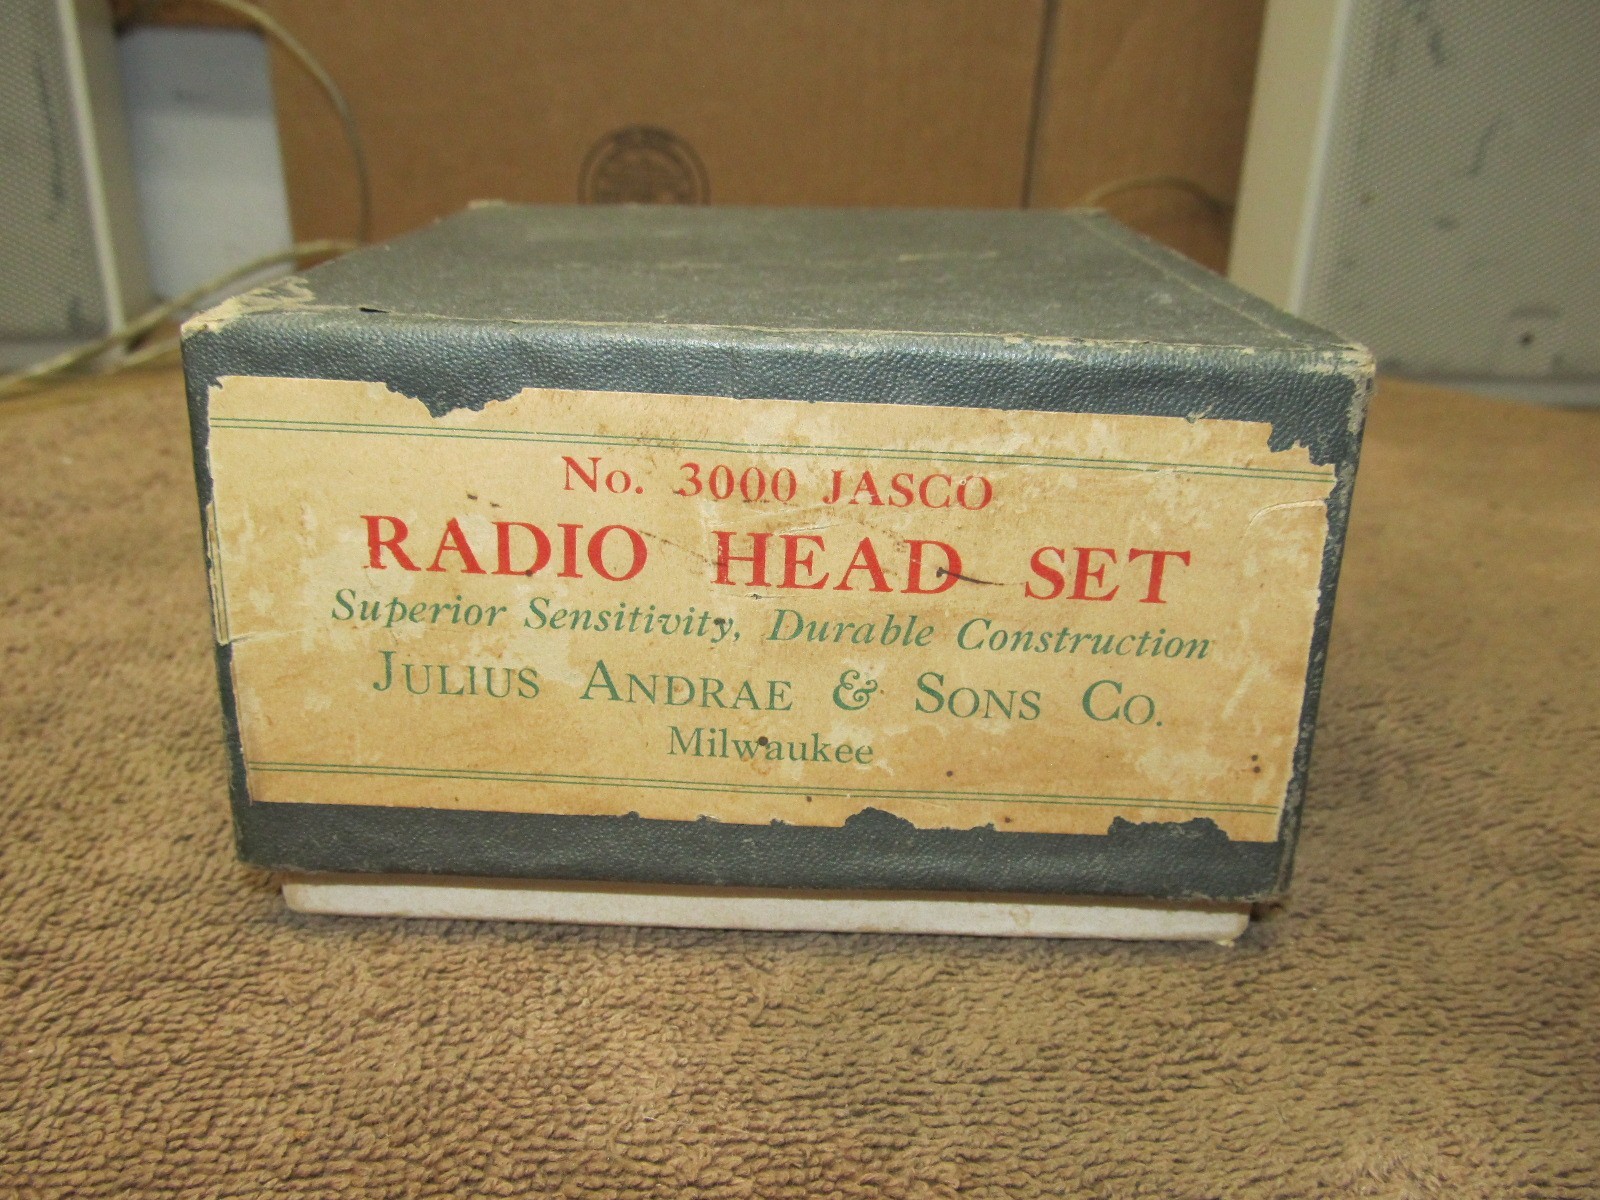 No. 3000 JASCO
RADIO HEAD SET
Superior Sensitivity, Durable Construction
JULIUS ANDRAE & SONS CO.
Milwaukee